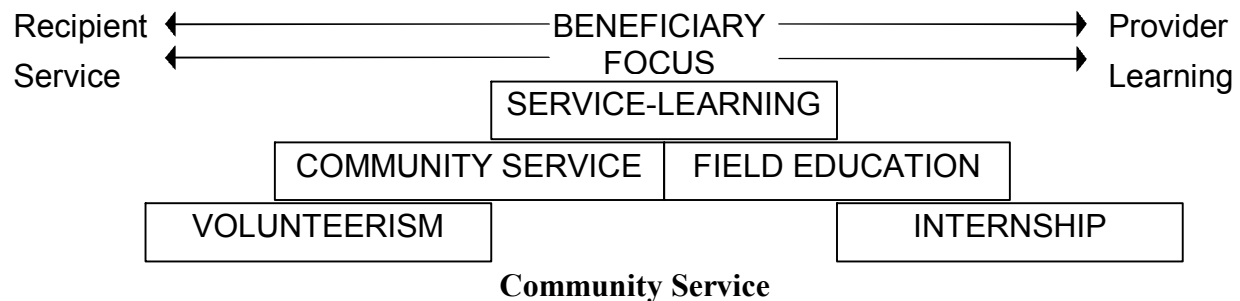 Recipient BENEFICIARY Provider
Service FOCUS Learning
SERVICE-LEARNING
COMMUNITY SERVICE FIELD EDUCATION
VOLUNTEERISM INTERNSHIP
Community Service